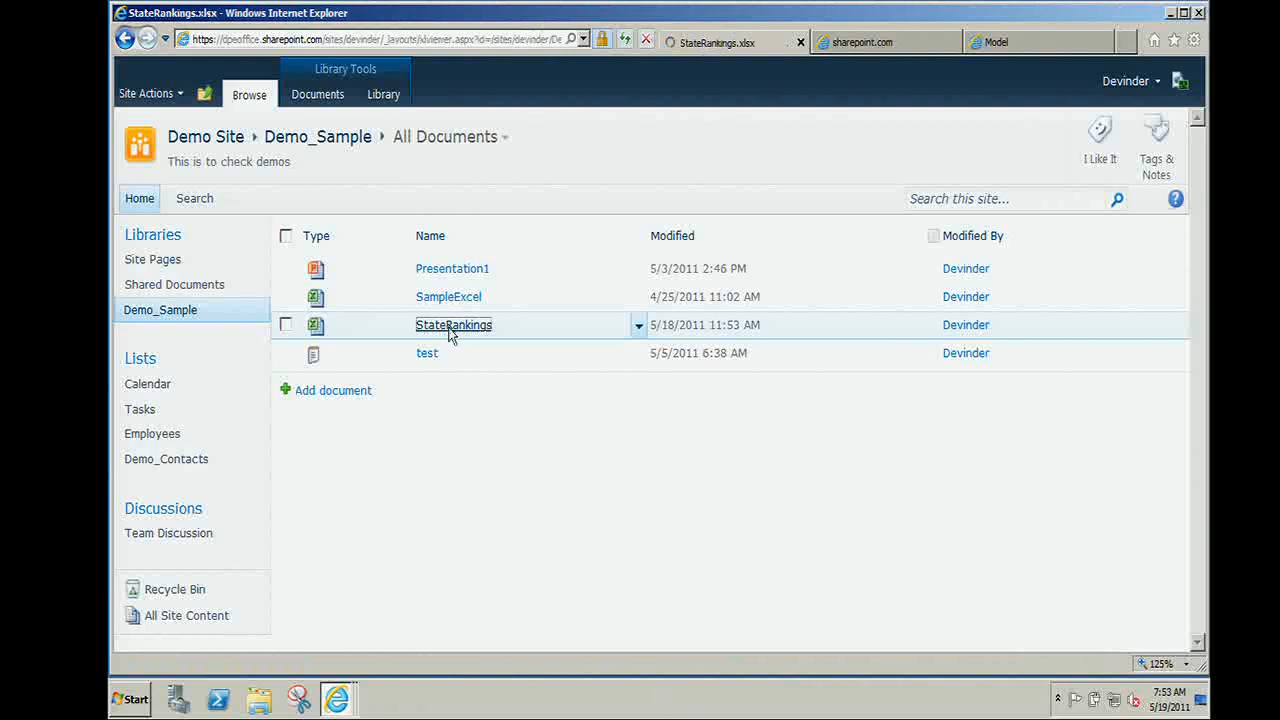 StateRankings.xlsx - Windows Internet Explorer
https://dpeoffice.sharepoint.com/sites/devinder/_layouts/xlviewer.aspx?id=/sites/devinder/De
StateRankings.xlsx
sharepoint.com
Model
Library Tools
Site Actions
Browse
Documents
Library
Devinder
Demo Site
Demo_Sample
All Documents
This is to check demos
I Like It
Tags &
Notes
Home
Search
Search this site...
Libraries
Site Pages
Shared Documents
Demo_Sample
Lists
Calendar
Tasks
Employees
Demo_Contacts
Discussions
Team Discussion
Recycle Bin
All Site Content
Type Name Modified Modified By
Presentation1 5/3/2011 2:46 PM Devinder
SampleExcel 4/25/2011 11:02 AM Devinder
StateRankings 5/18/2011 11:53 AM Devinder
test 5/5/2011 6:38 AM Devinder
Add document
125%
Start
7:53 AM
5/19/2011